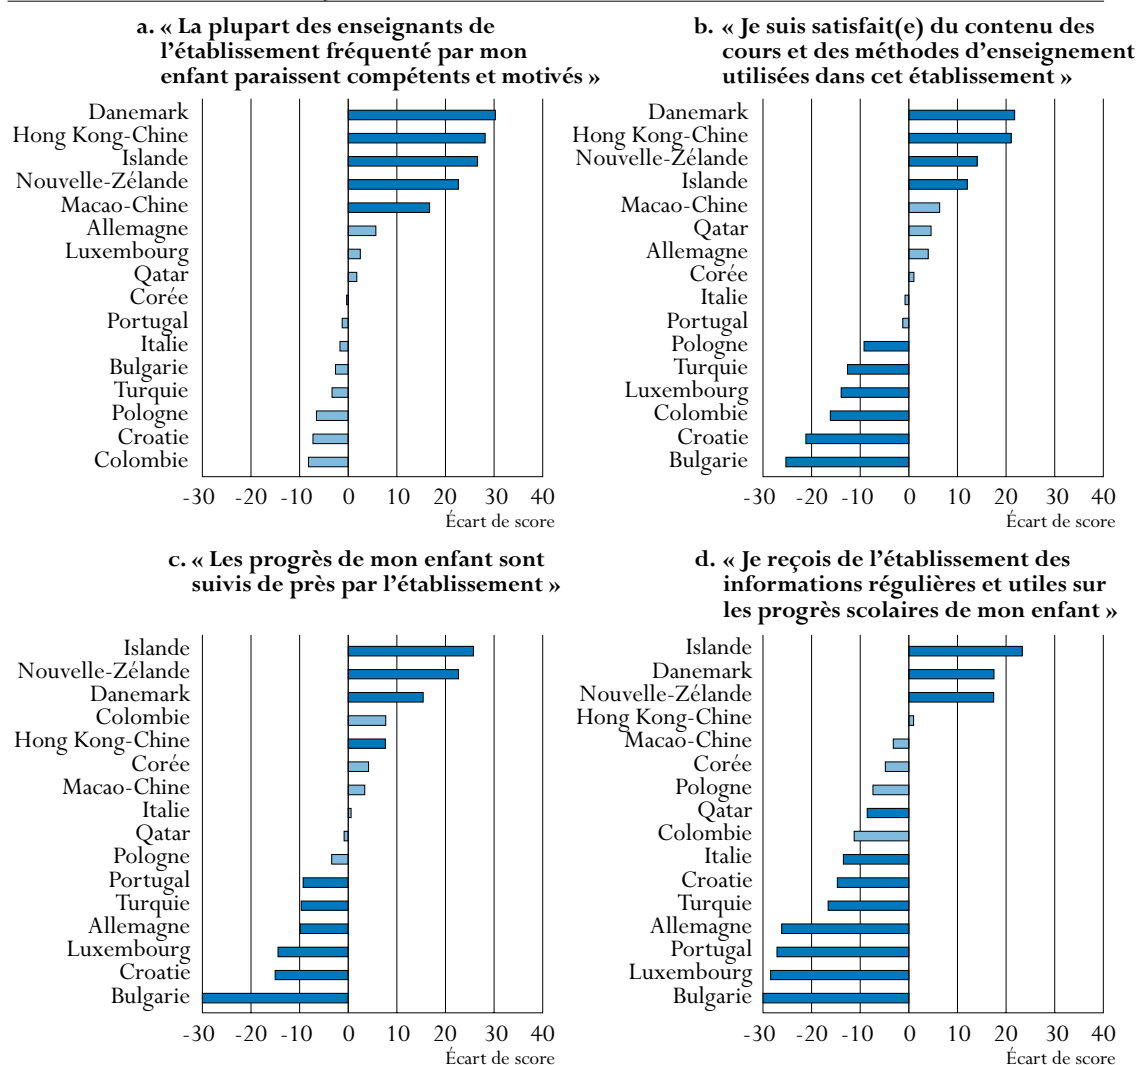 a. « La plupart des enseignants de
l’établissement fréquenté par mon
enfant paraissent compétents et motivés »
Danemark
Hong Kong-Chine
Islande
Nouvelle-Zélande
Macao-Chine
Allemagne
Luxembourg
Qatar
Corée
Portugal
Italie
Bulgarie
Turquie
Pologne
Croatie
Colombie
-30 -20 -10 0 10 20 30 40
Écart de score
b. « Je suis satisfait(e) du contenu des
cours et des méthodes d’enseignement
utilisées dans cet établissement »
Danemark
Hong Kong-Chine
Nouvelle-Zélande
Islande
Macao-Chine
Qatar
Allemagne
Corée
Italie
Portugal
Pologne
Turquie
Luxembourg
Colombie
Croatie
Bulgarie
-30 -20 -10 0 10 20 30 40
Écart de score
c. « Les progrès de mon enfant sont
suivis de près par l’établissement »
Islande
Nouvelle-Zélande
Danemark
Colombie
Hong Kong-Chine
Corée
Macao-Chine
Italie
Qatar
Pologne
Portugal
Turquie
Allemagne
Luxembourg
Croatie
Bulgarie
-30 -20 -10 0 10 20 30 40
Écart de score
d. « Je reçois de l’établissement des
informations régulières et utiles sur
les progrès scolaires de mon enfant »
Islande
Danemark
Nouvelle-Zélande
Hong Kong-Chine
Macao-Chine
Corée
Pologne
Qatar
Colombie
Italie
Croatie
Turquie
Allemagne
Portugal
Luxembourg
Bulgarie
-30 -20 -10 0 10 20 30 40
Écart de score